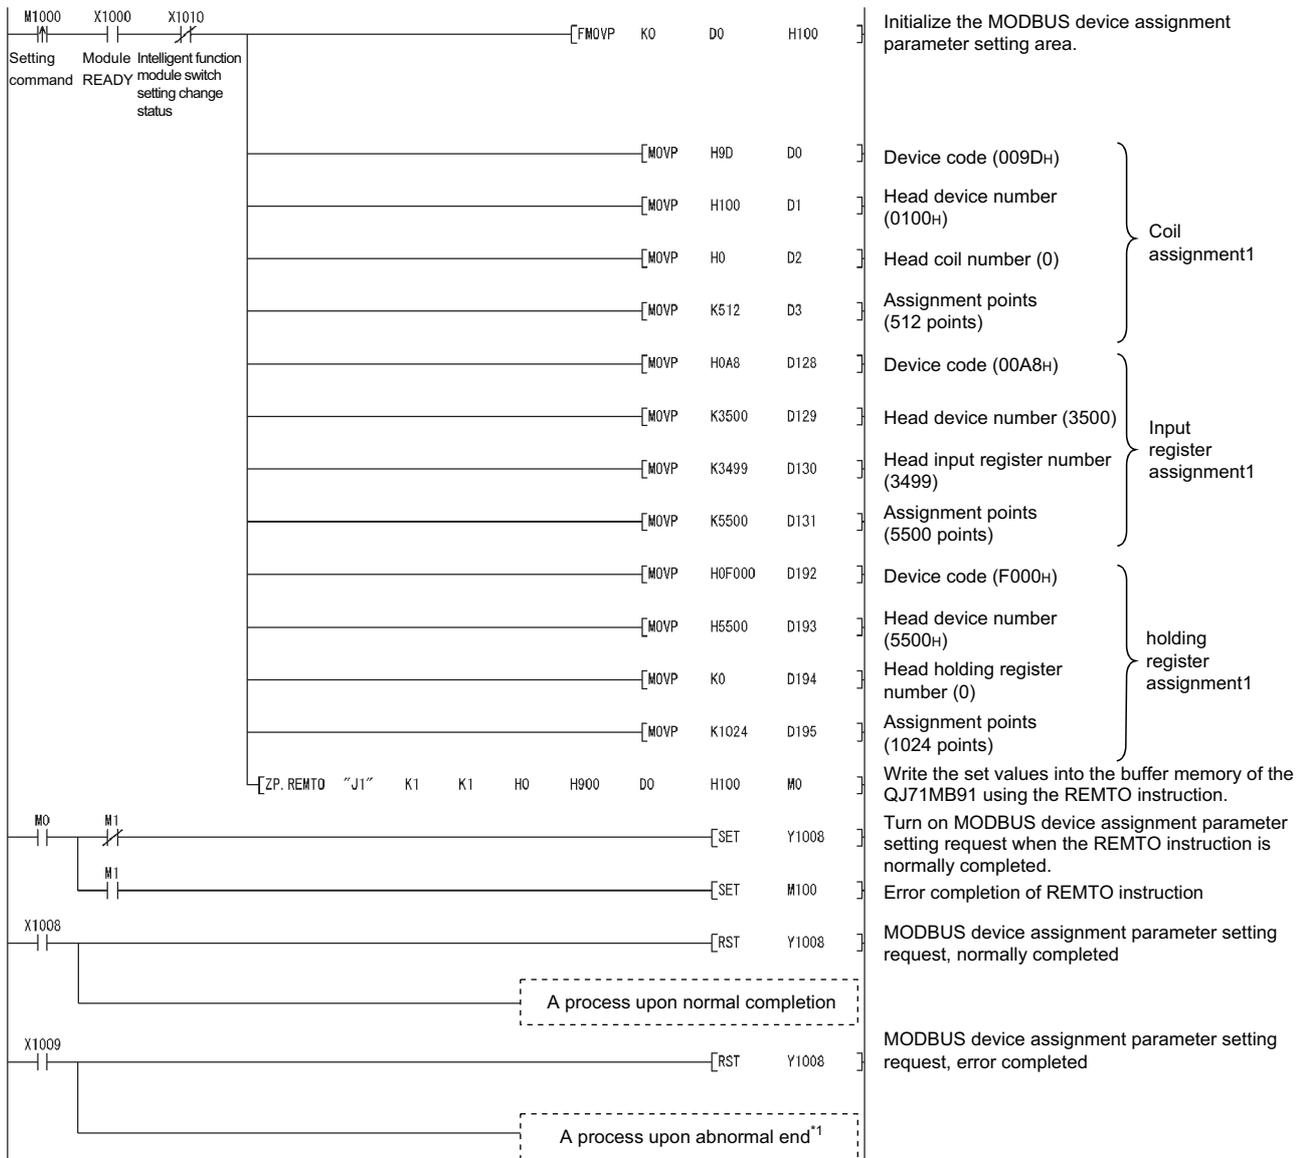 M1000 X1000 X1010
[FMOVP K0 D0 H100 ]
Initialize the MODBUS device assignment
parameter setting area.
Setting
command
Module
READY
Intelligent function
module switch
setting change
status
[MOVP H9D D0 ]
Device code (009DH)
[MOVP H100 D1 ]
Head device number
(0100H)
[MOVP H0 D2 ]
Head coil number (0)
[MOVP K512 D3 ]
Assignment points
(512 points)
Coil
assignment1
[MOVP H0A8 D128 ]
Device code (00A8H)
[MOVP K3500 D129 ]
Head device number (3500)
[MOVP K3499 D130 ]
Head input register number
(3499)
[MOVP K5500 D131 ]
Assignment points
(5500 points)
Input
register
assignment1
[MOVP H0F000 D192 ]
Device code (F000H)
[MOVP H5500 D193 ]
Head device number
(5500H)
[MOVP K0 D194 ]
Head holding register
number (0)
[MOVP K1024 D195 ]
Assignment points
(1024 points)
holding
register
assignment1
[ZP.REMTO "J1" K1 K1 H0 H900 D0 H100 M0 ]
Write the set values into the buffer memory of the
QJ71MB91 using the REMTO instruction.
M0 M1
[SET Y1008 ]
Turn on MODBUS device assignment parameter
setting request when the REMTO instruction is
normally completed.
M1
[SET M100 ]
Error completion of REMTO instruction
X1008
[RST Y1008 ]
MODBUS device assignment parameter setting
request, normally completed
A process upon normal completion
X1009
[RST Y1008 ]
MODBUS device assignment parameter setting
request, error completed
A process upon abnormal end*1